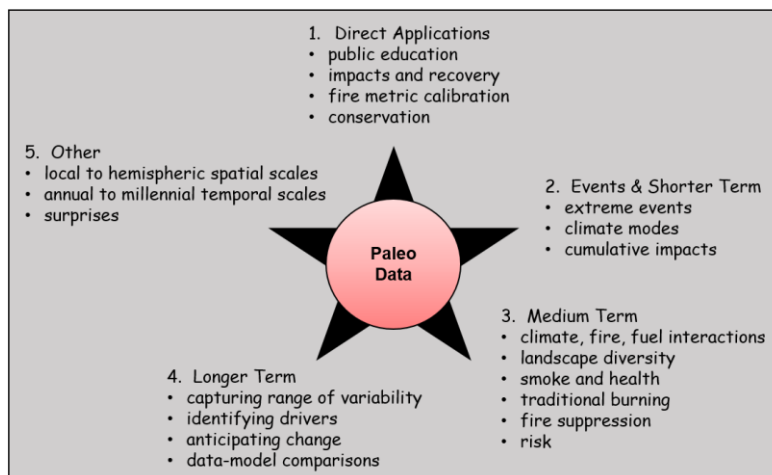 1. Direct Applications
• public education
• impacts and recovery
• fire metric calibration
• conservation
5. Other
• local to hemispheric spatial scales
• annual to millennial temporal scales
• surprises
2. Events & Shorter Term
• extreme events
• climate modes
• cumulative impacts
Paleo
Data
3. Medium Term
• climate, fire, fuel interactions
• landscape diversity
• smoke and health
• traditional burning
• fire suppression
• risk
4. Longer Term
• capturing range of variability
• identifying drivers
• anticipating change
• data-model comparisons